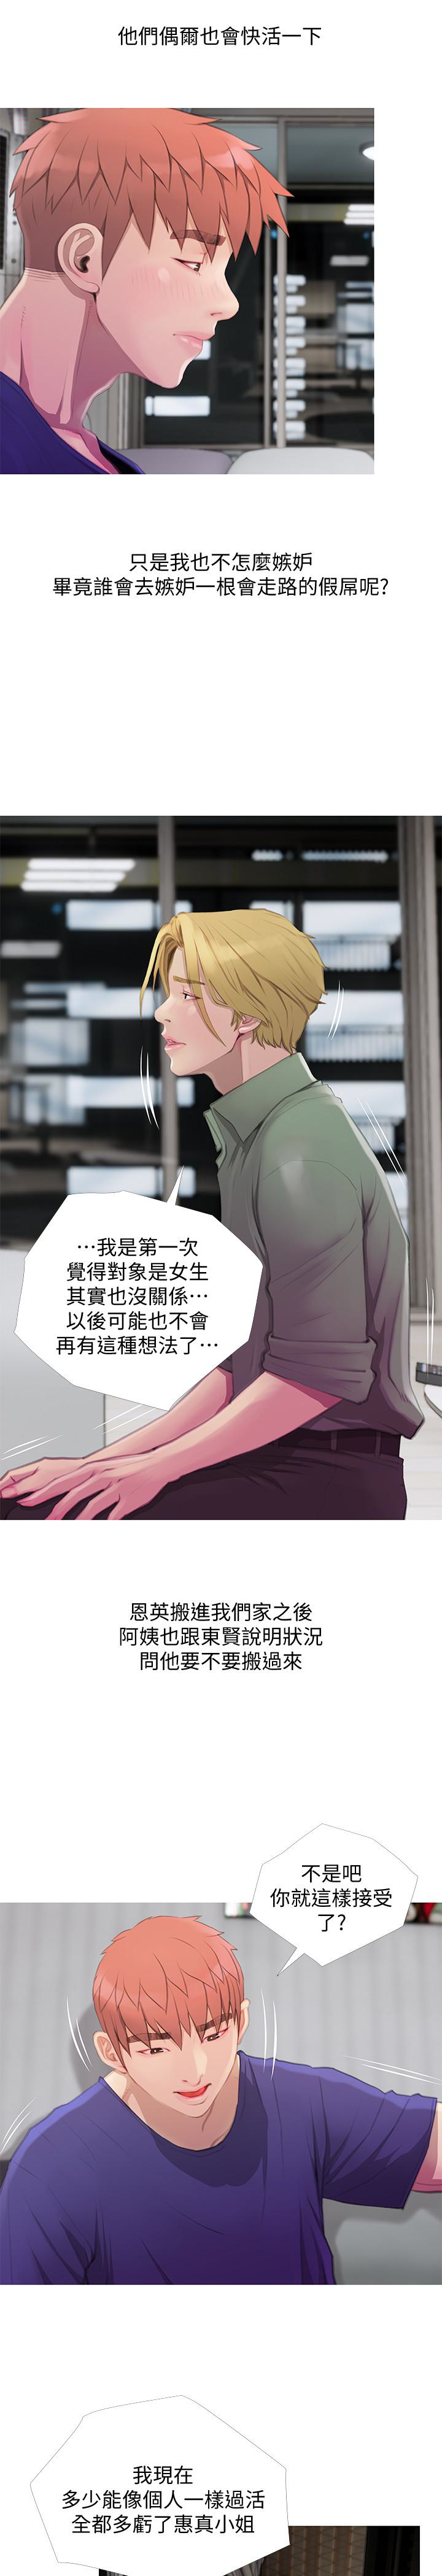 他們偶爾也會快活一下
只是我也不怎麼嫉妒
畢竟誰會去嫉妒一根會走路的假屌呢?
…我是第一次
覺得對象是女生
其實也沒關係…
以後可能也不會
再有這種想法了…
恩英搬進我們家之後
阿姨也跟東賢說明狀況
問他要不要搬過來
不是吧
你就這樣接受
了?
我現在
多少能像個人一樣過活
全都多虧了惠真小姐